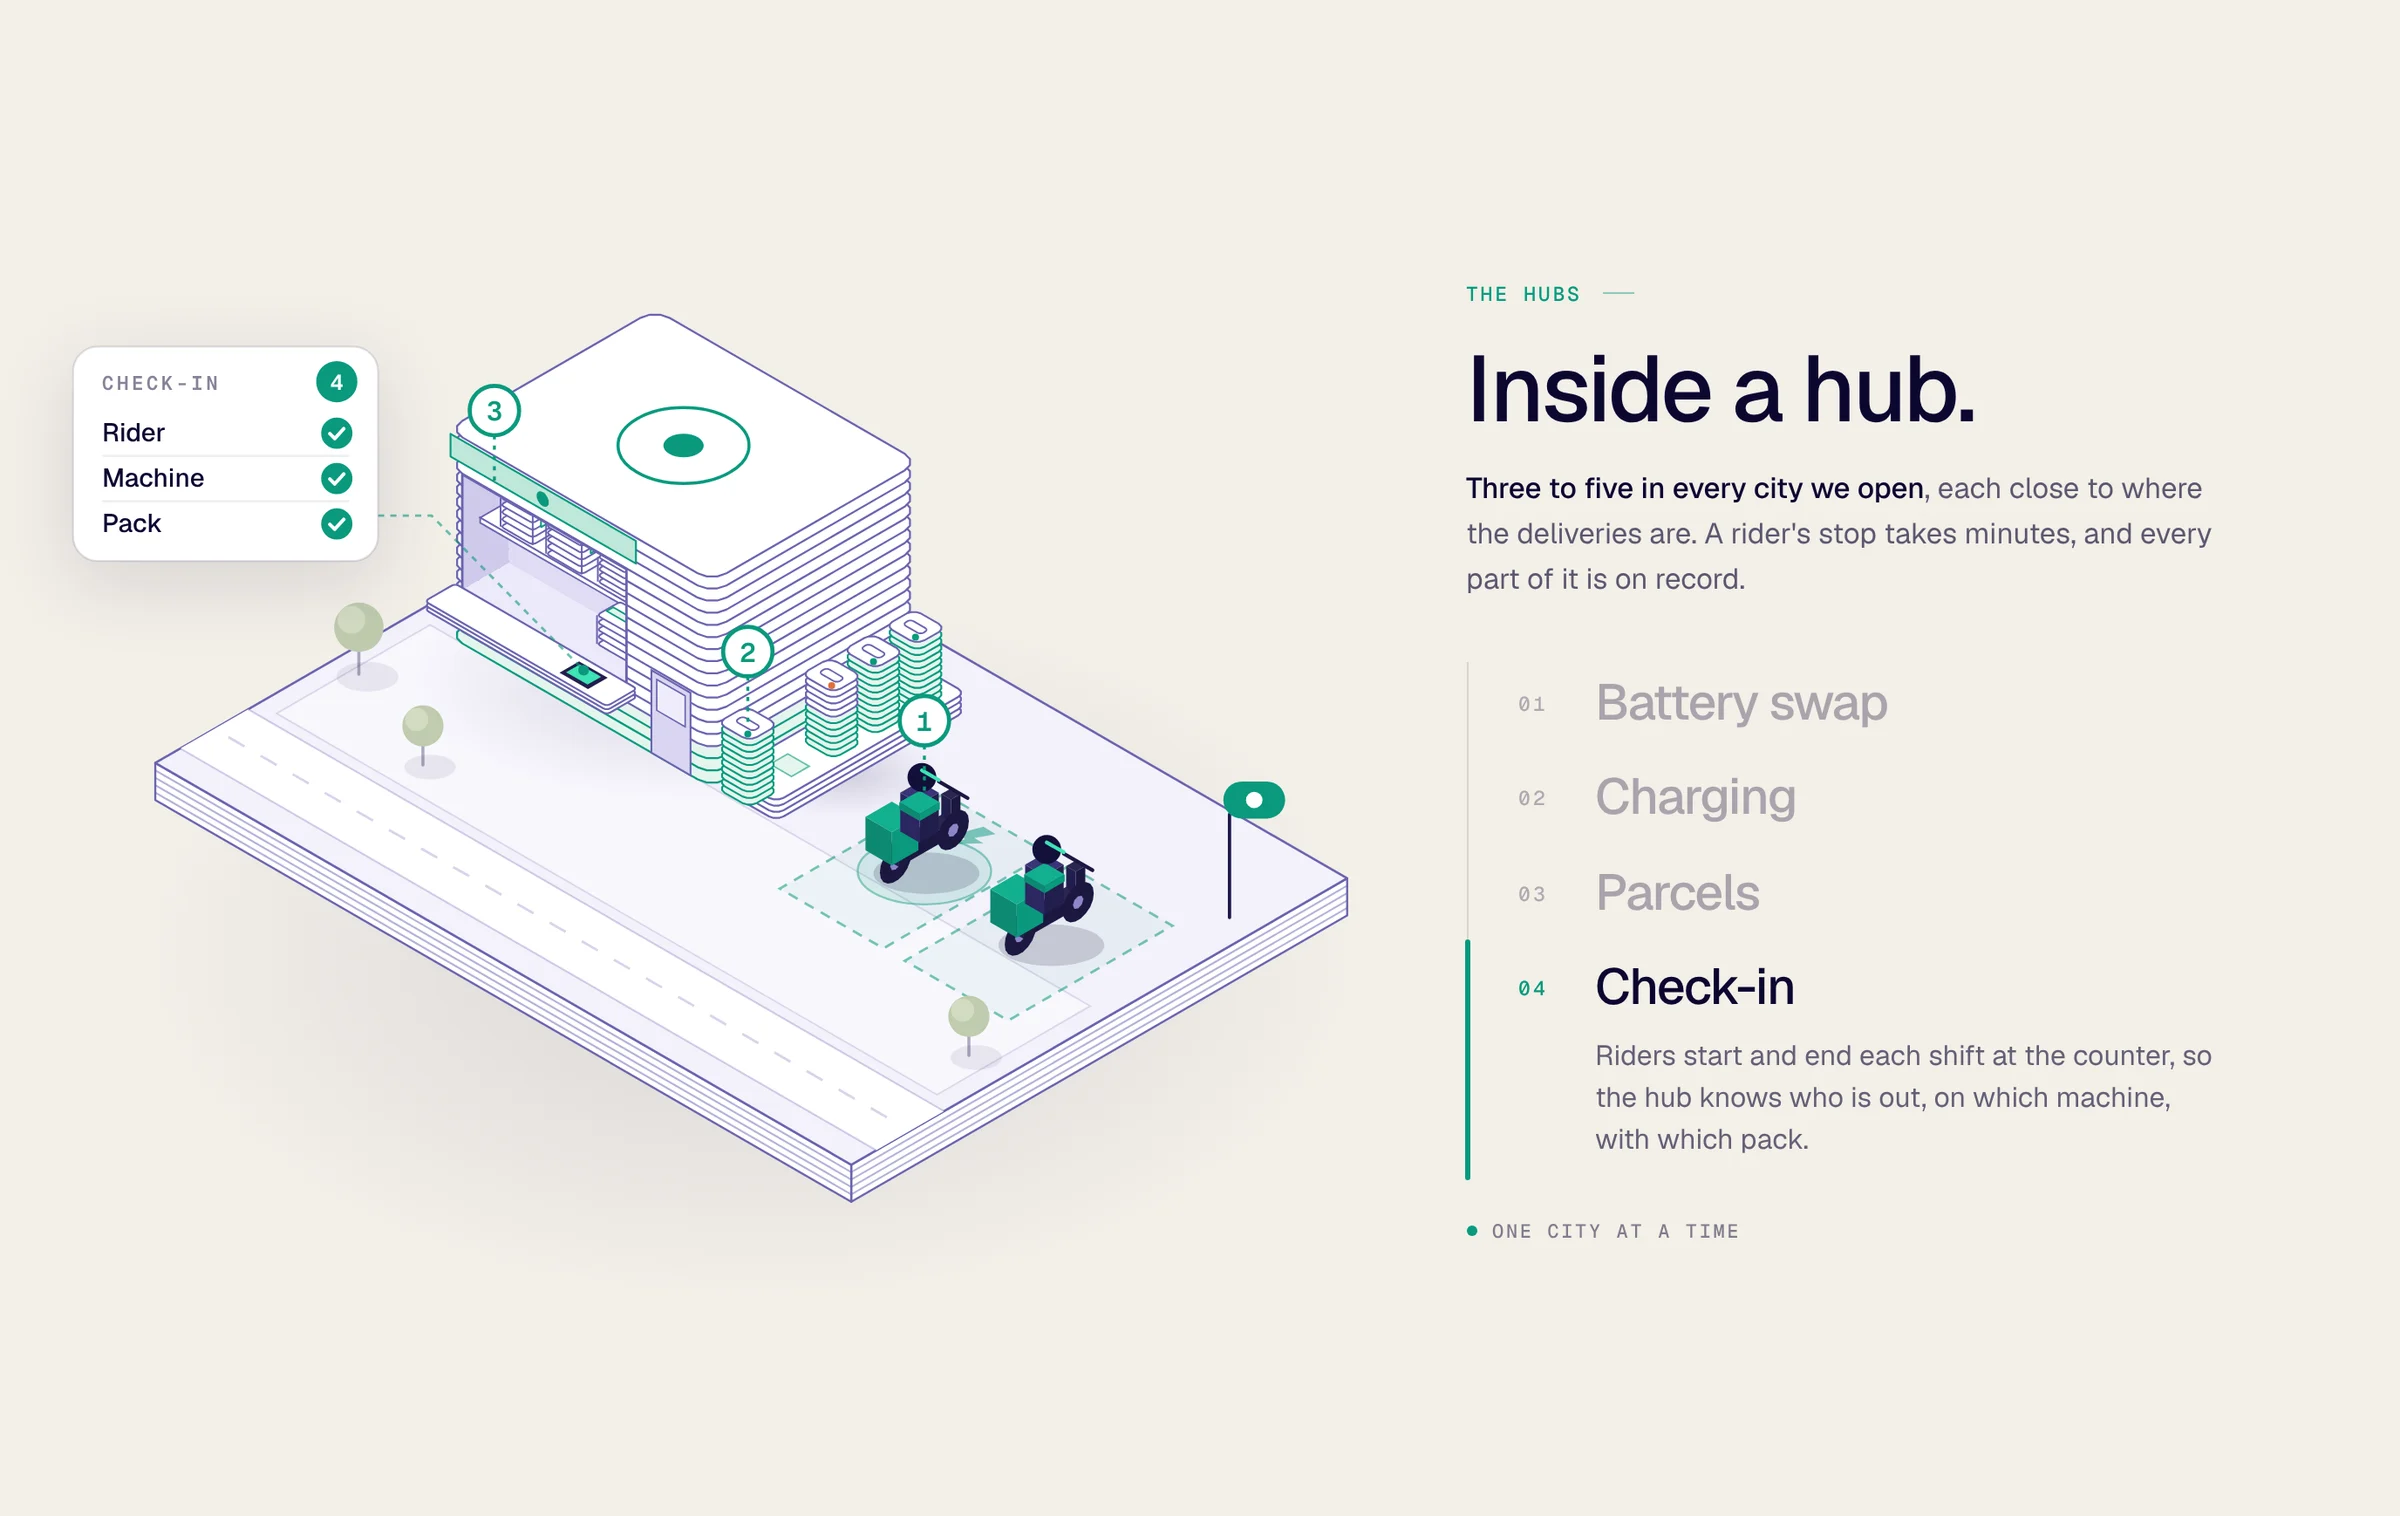 CHECK-IN 4
Rider
Machine
Pack
3
2
1
THE HUBS
Inside a hub.
Three to five in every city we open, each close to where
the deliveries are. A rider's stop takes minutes, and every
part of it is on record.
01 Battery swap
02 Charging
03 Parcels
04 Check-in
Riders start and end each shift at the counter, so
the hub knows who is out, on which machine,
with which pack.
ONE CITY AT A TIME